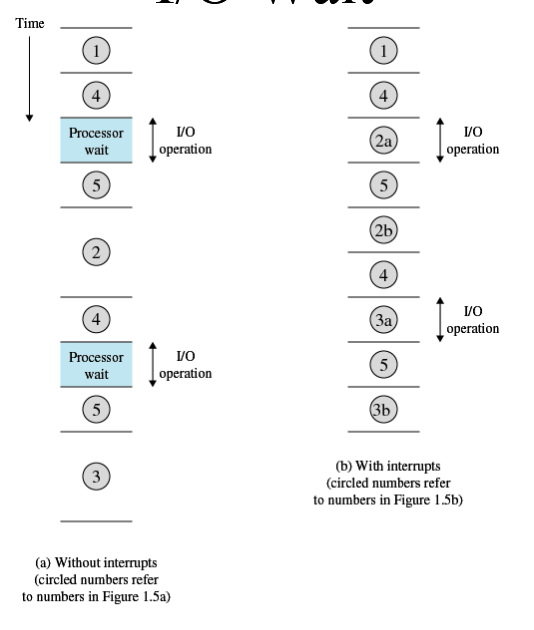 Time
1
4
Processor
wait
I/O
operation
5
2
4
Processor
wait
I/O
operation
5
3
(a) Without interrupts
(circled numbers refer
to numbers in Figure 1.5a)
1
4
2a
I/O
operation
5
2b
4
3a
I/O
operation
5
3b
(b) With interrupts
(circled numbers refer
to numbers in Figure 1.5b)